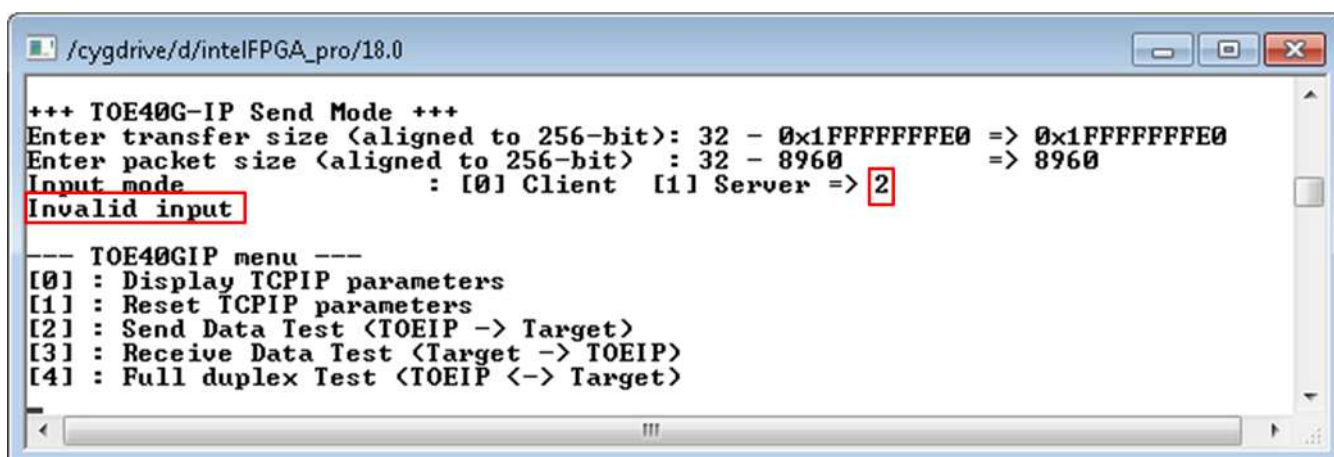 /cygdrive/d/intelFPGA_pro/18.0
+++ TOE40G-IP Send Mode +++
Enter transfer size (aligned to 256-bit): 32 - 0x1FFFFFFFE0 => 0x1FFFFFFFE0
Enter packet size (aligned to 256-bit) : 32 - 8960 => 8960
Input mode : [0] Client [1] Server => 2
Invalid input
--- TOE40GIP menu ---
[0] : Display TCPIP parameters
[1] : Reset TCPIP parameters
[2] : Send Data Test (TOEIP -> Target)
[3] : Receive Data Test (Target -> TOEIP)
[4] : Full duplex Test (TOEIP <-> Target)